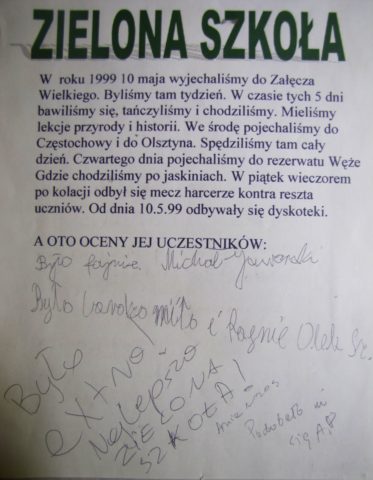 ZIELONA SZKOŁA
W roku 1999 10 maja wyjechaliśmy do Załęcza
Wielkiego. Byliśmy tam tydzień. W czasie tych 5 dni
bawiliśmy się, tańczyliśmy i chodziliśmy. Mieliśmy
lekcje przyrody i historii. We środę pojechaliśmy do
Częstochowy i do Olsztyna. Spędziliśmy tam cały
dzień. Czwartego dnia pojechaliśmy do rezerwatu Węże
Gdzie chodziliśmy po jaskiniach. W piątek wieczorem
po kolacji odbył się mecz harcerze kontra reszta
uczniów. Od dnia 10.5.99 odbywały się dyskoteki.
A OTO OCENY JEJ UCZESTNIKÓW:
Było fajnie. Michał
Było bardzo miło i fajnie Olek Sz.
Było
extno
Najlepsza
ZIELONA
SZKOŁA!
Podobało mi
się A.P